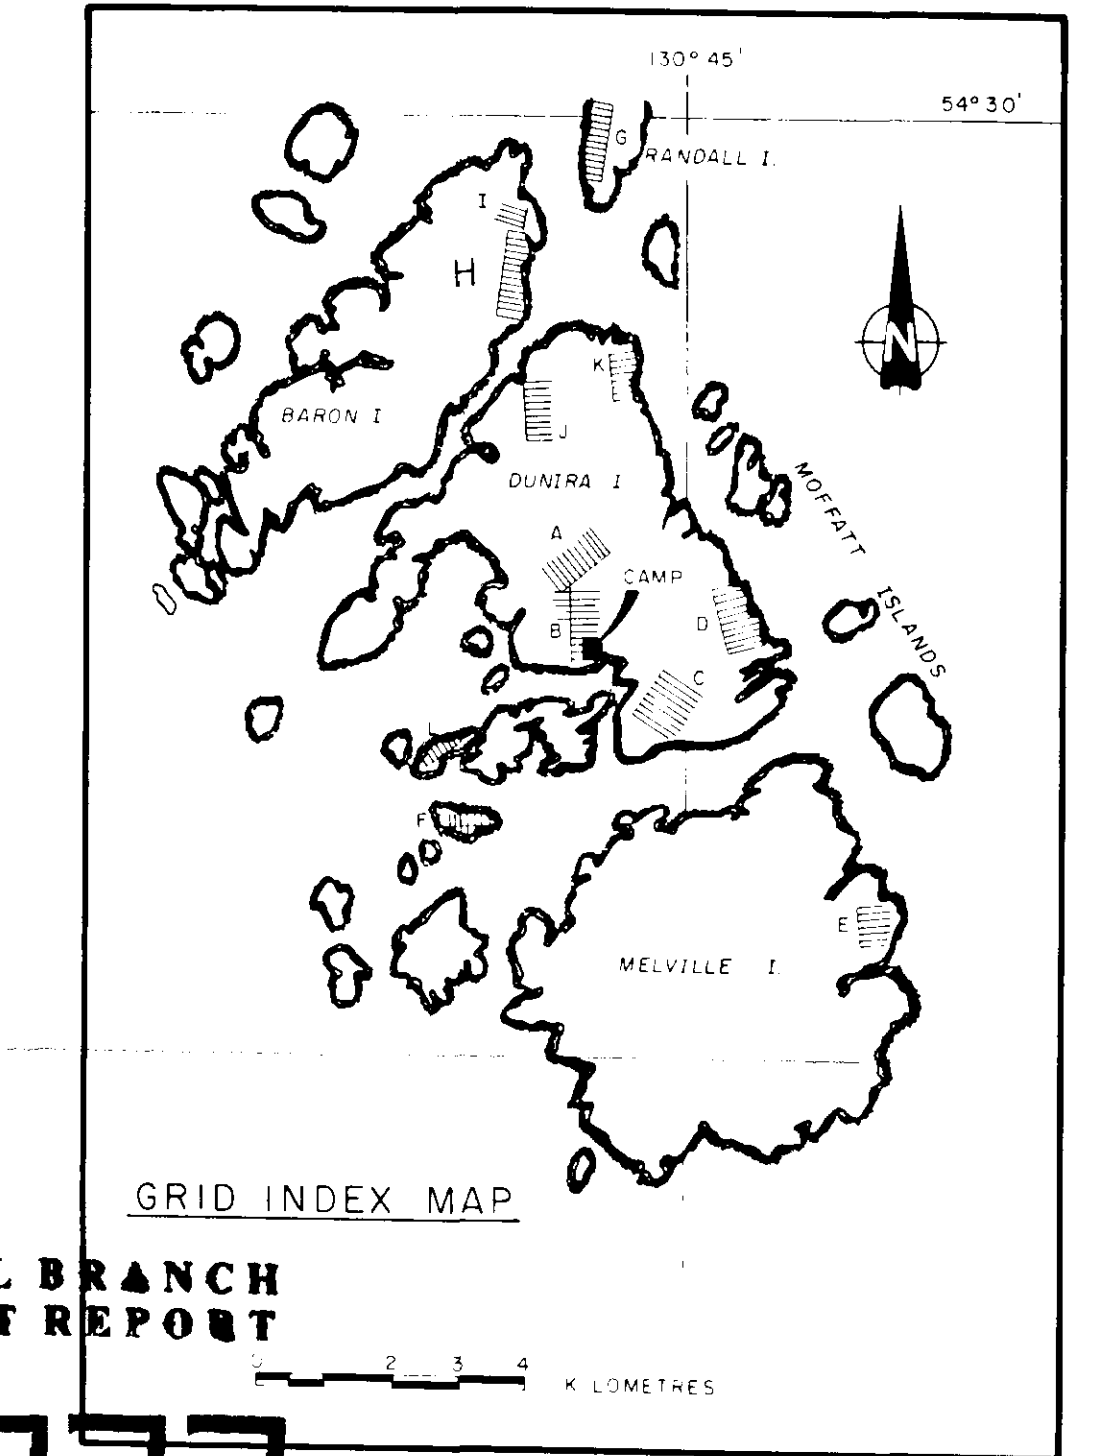 130° 45'
54° 30'
G
RANDALL I.
I
H
K
BARON I
J
DUNIRA I
MOFFATT ISLANDS
A
CAMP
B
D
C
L
F
N
E
MELVILLE I.
GRID INDEX MAP
L BRANCH
T REPORT
0 2 3 4
K LOMETRES